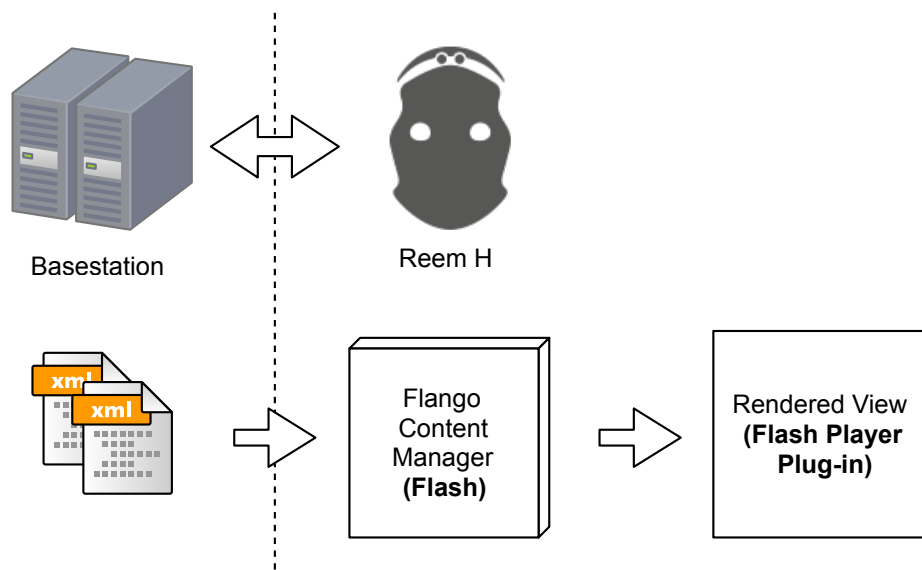 Basestation
Reem H
xml
xml
Flango
Content
Manager
(Flash)
Rendered View
(Flash Player
Plug-in)